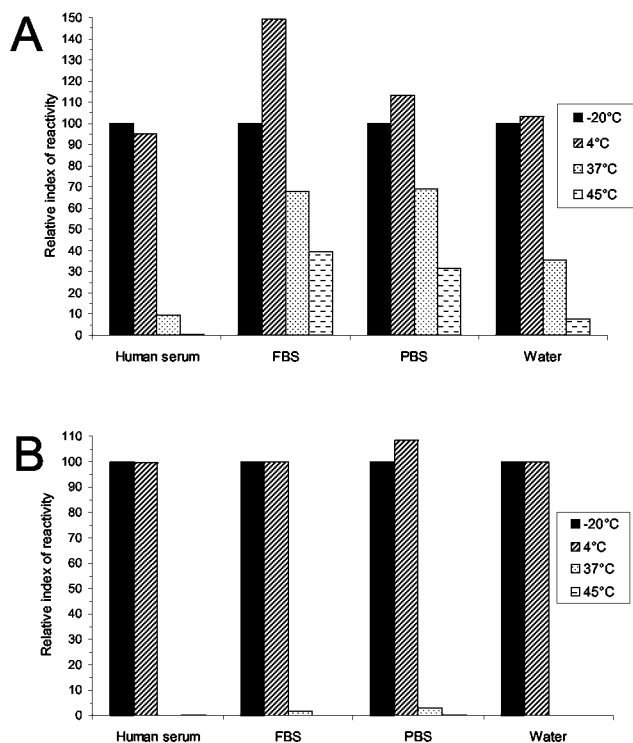 A
Relative index of reactivity
150
140
130
120
110
100
90
80
70
60
50
40
30
20
10
0
Human serum FBS PBS Water
-20°C
4°C
37°C
45°C
B
Relative index of reactivity
110
100
90
80
70
60
50
40
30
20
10
0
Human serum FBS PBS Water
-20°C
4°C
37°C
45°C